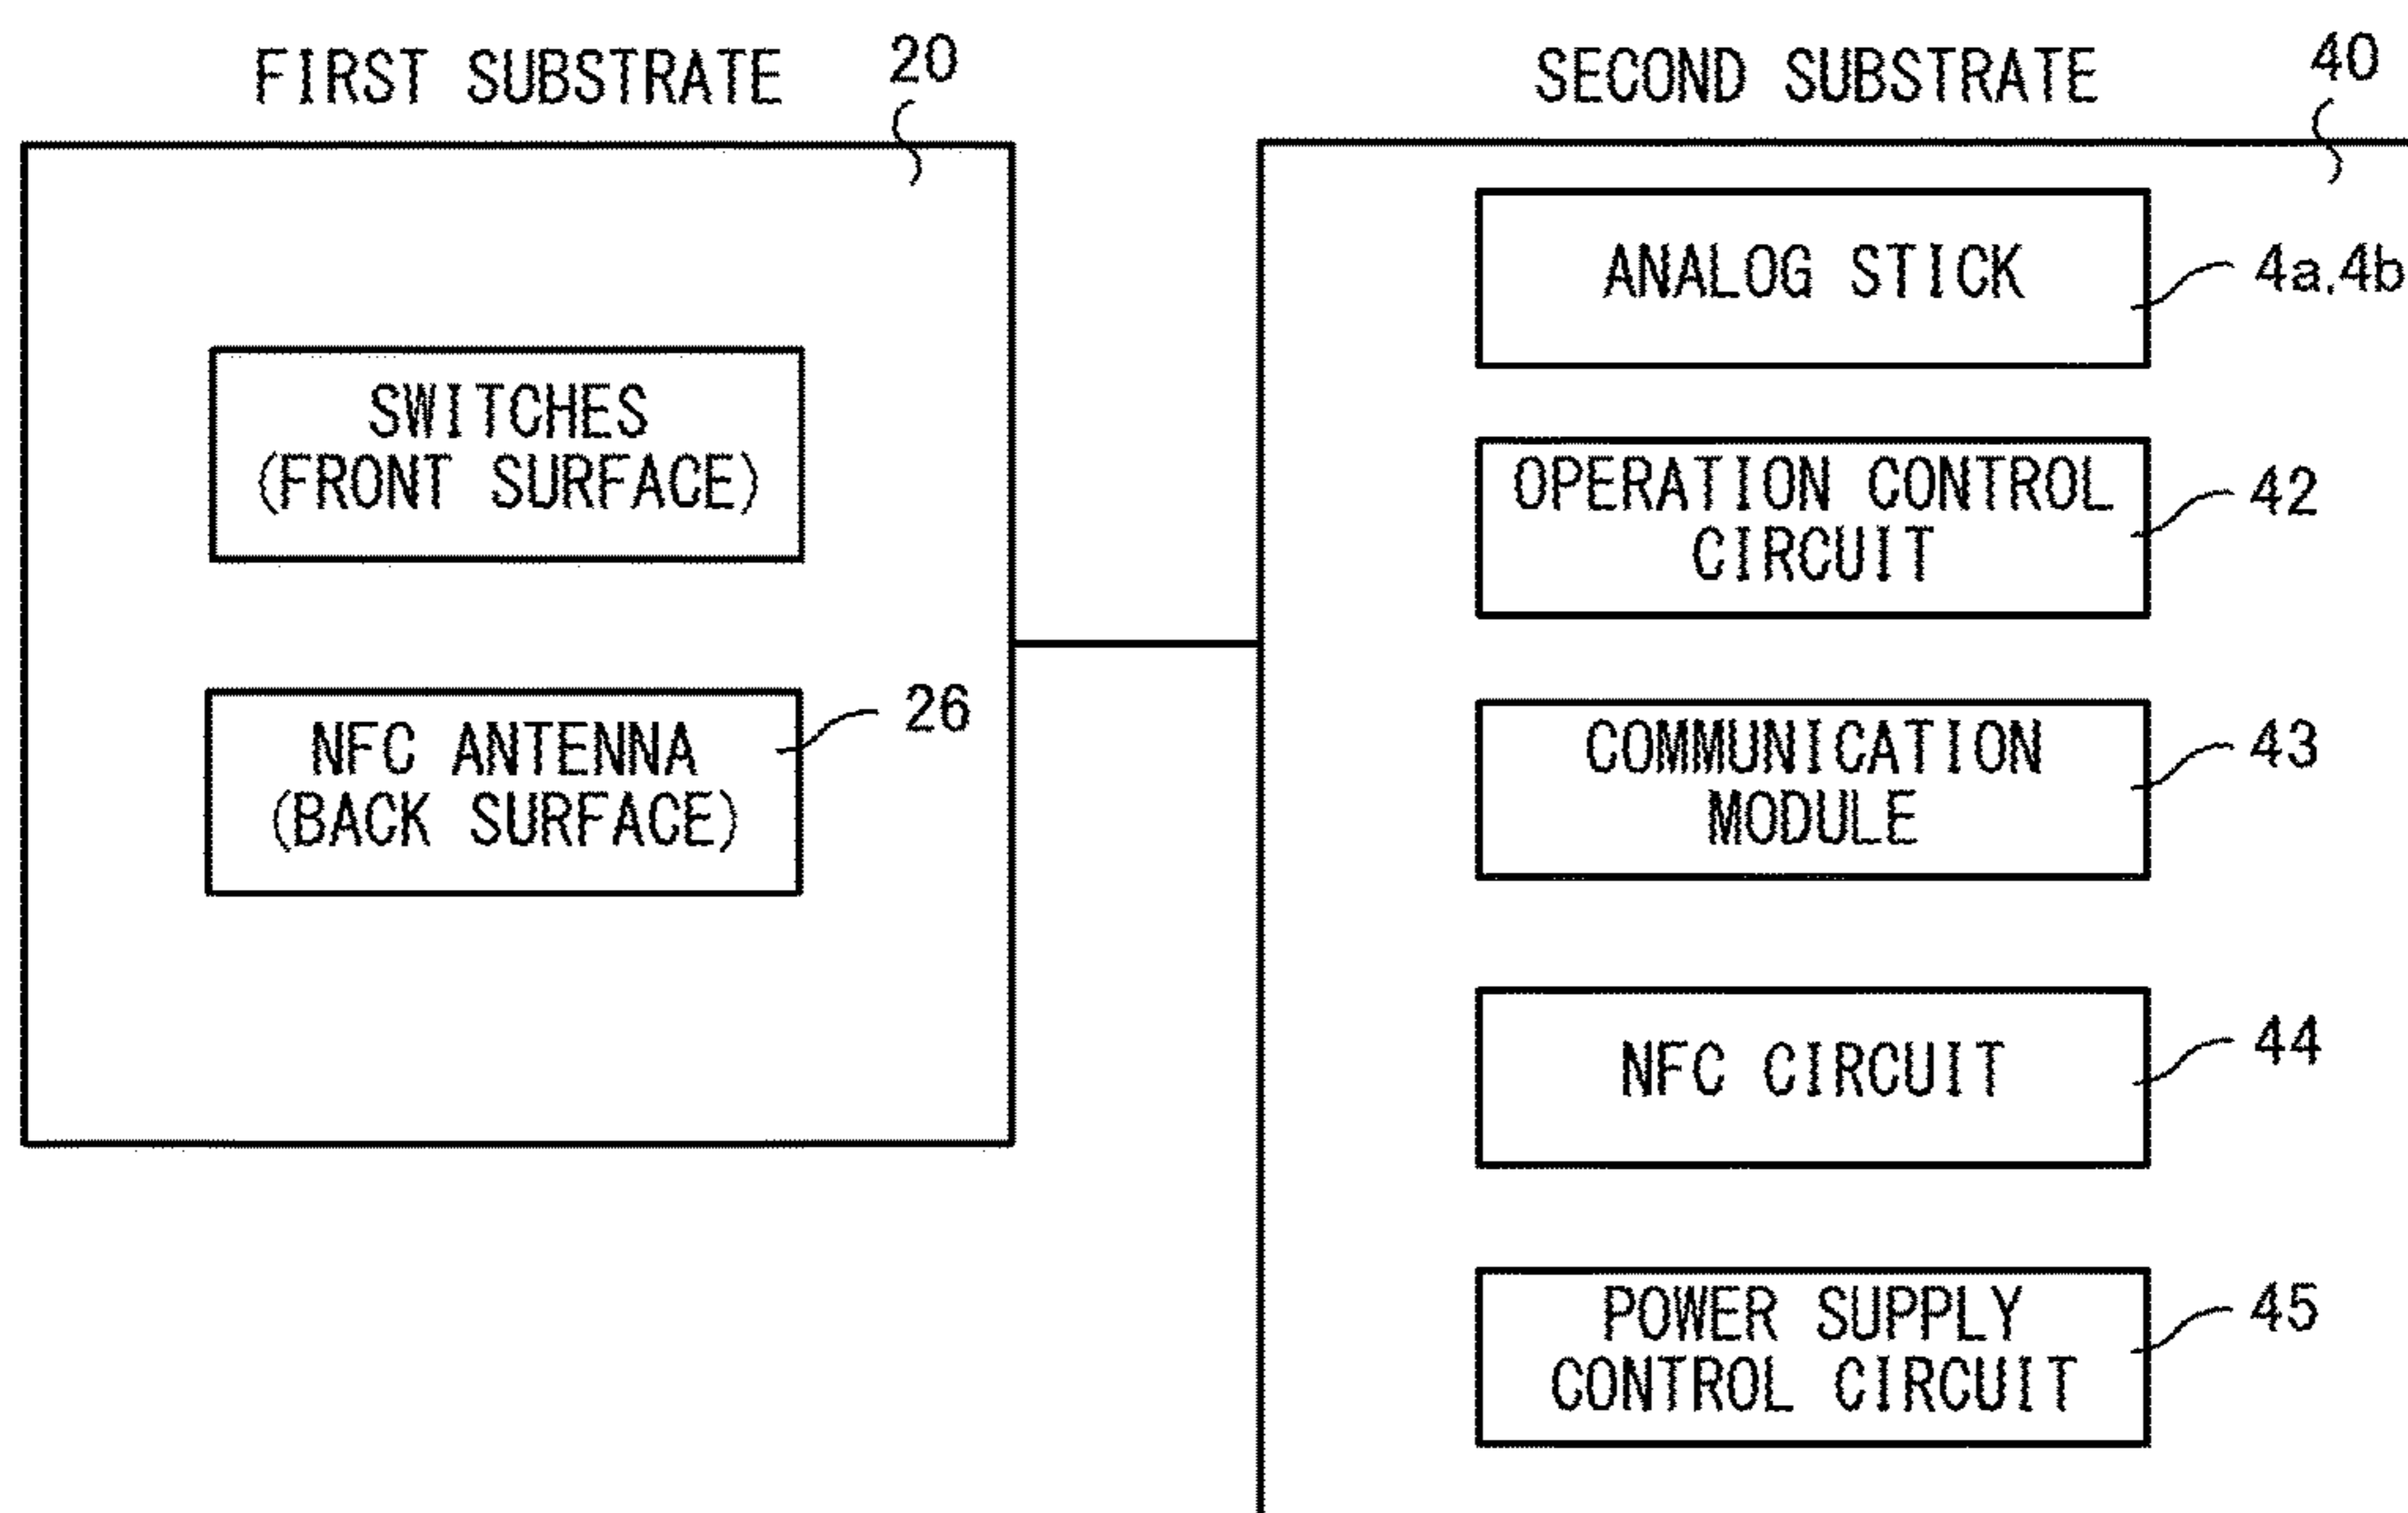 FIRST SUBSTRATE
20
SWITCHES
(FRONT SURFACE)
NFC ANTENNA
(BACK SURFACE)
26
SECOND SUBSTRATE
40
ANALOG STICK
4a.4b
OPERATION CONTROL
CIRCUIT
42
COMMUNICATION
MODULE
43
NFC CIRCUIT
44
POWER SUPPLY
CONTROL CIRCUIT
45